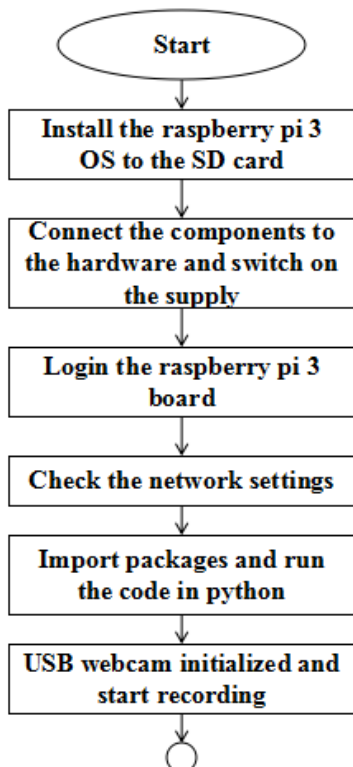 Start
Install the raspberry pi 3
OS to the SD card
Connect the components to
the hardware and switch on
the supply
Login the raspberry pi 3
board
Check the network settings
Import packages and run
the code in python
USB webcam initialized and
start recording